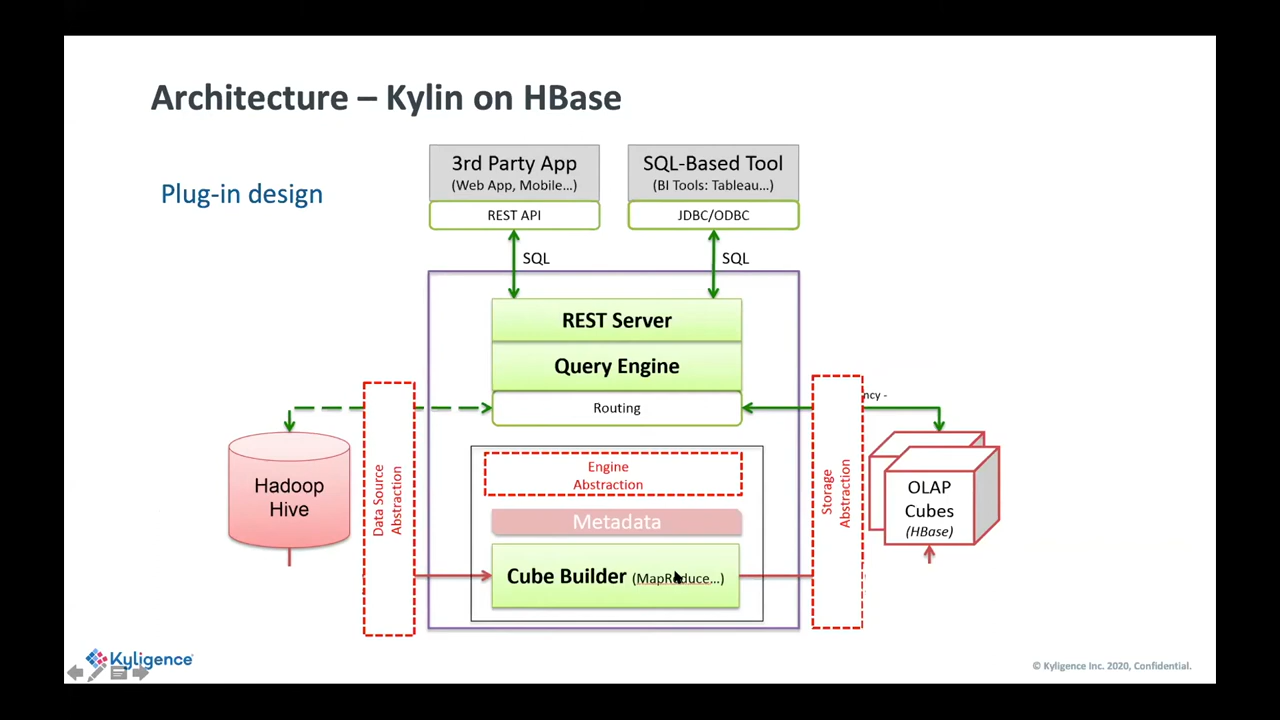 Architecture – Kylin on HBase
Plug-in design
3rd Party App
(Web App, Mobile…)
REST API
SQL-Based Tool
(BI Tools: Tableau…)
JDBC/ODBC
SQL
SQL
REST Server
Query Engine
Routing
Hadoop
Hive
Data Source
Abstraction
Engine
Abstraction
Metadata
Cube Builder (MapReduce…)
Storage
Abstraction
ncy -
OLAP
Cubes
(HBase)
Kyligence
© Kyligence Inc. 2020, Confidential.